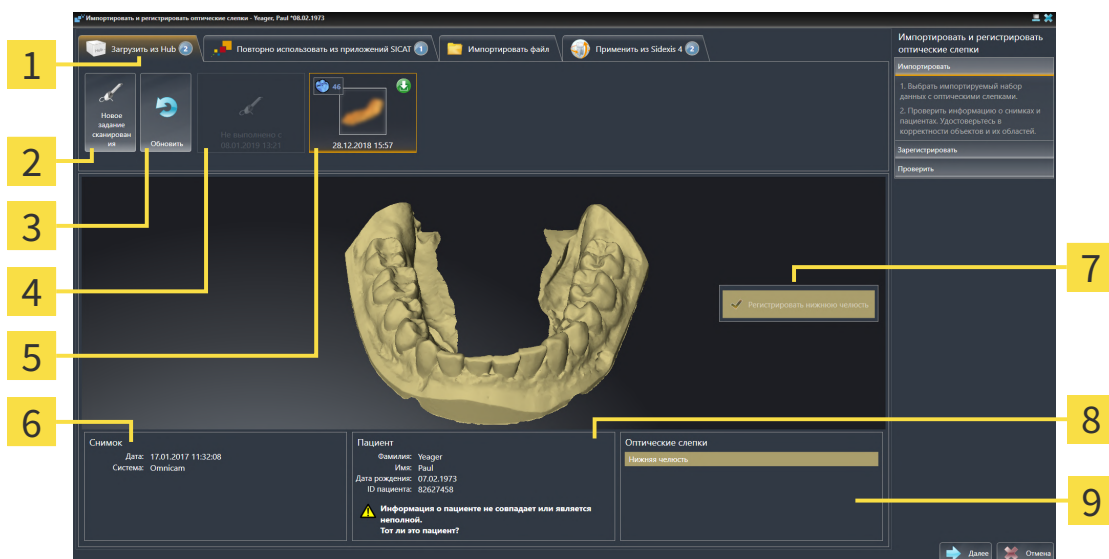 Импортировать и регистрировать оптические слепки - Yeager, Paul *08.02.1973
Загрузить из Hub 2
Повторно использовать из приложений SICAT 1
Импортировать файл
Применить из Sidexis 4 2
Импортировать и регистрировать
оптические слепки
Импортировать
1. Выбрать импортируемый набор
данных с оптическими слепками.
2. Проверить информацию о снимках и
пациентах. Удостоверьтесь в
корректности объектов и их областей.
Зарегистрировать
Проверить
Новое
задание
сканирован
ия
Обновить
Не выполнено с
08.01.2019 13:21
46
28.12.2018 15:57
Регистрировать нижнюю челюсть
Снимок
Дата: 17.01.2017 11:32:08
Система: Omnicam
Пациент
Фамилия: Yeager
Имя: Paul
Дата рождения: 07.02.1973
ID пациента: 82627458
Информация о пациенте не совпадает или является
неполной.
Тот ли это пациент?
Оптические слепки
Нижняя челюсть
Далее
Отмена
1
2
3
4
5
6
7
8
9